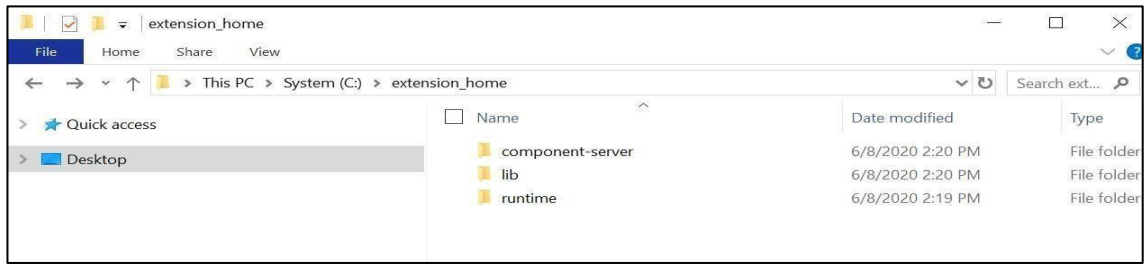 extension_home
File Home Share View
This PC > System (C:) > extension_home Search ext...
Quick access Name Date modified Type
Desktop component-server 6/8/2020 2:20 PM File folder
lib 6/8/2020 2:20 PM File folder
runtime 6/8/2020 2:19 PM File folder